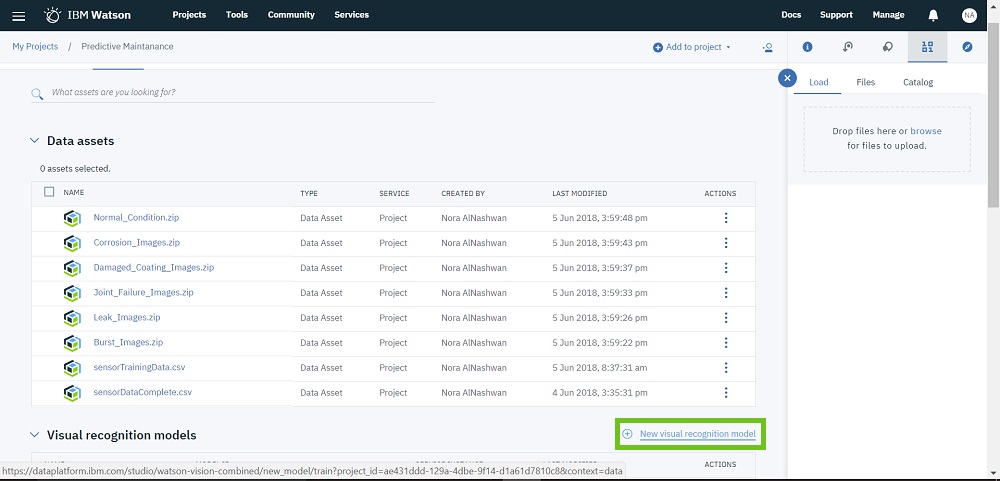 IBM Watson Projects Tools Community Services Docs Support Manage NA
My Projects / Predictive Maintanance Add to project
What assets are you looking for?
Load Files Catalog
Drop files here or browse
for files to upload.
Data assets
0 assets selected.
NAME TYPE SERVICE CREATED BY LAST MODIFIED ACTIONS
Normal_Condition.zip Data Asset Project Nora AlNashwan 5 Jun 2018, 3:59:48 pm
Corrosion_Images.zip Data Asset Project Nora AlNashwan 5 Jun 2018, 3:59:43 pm
Damaged_Coating_Images.zip Data Asset Project Nora AlNashwan 5 Jun 2018, 3:59:37 pm
Joint_Failure_Images.zip Data Asset Project Nora AlNashwan 5 Jun 2018, 3:59:33 pm
Leak_Images.zip Data Asset Project Nora AlNashwan 5 Jun 2018, 3:59:26 pm
Burst_Images.zip Data Asset Project Nora AlNashwan 5 Jun 2018, 3:59:22 pm
sensorTrainingData.csv Data Asset Project Nora AlNashwan 5 Jun 2018, 8:37:31 am
sensorDataComplete.csv Data Asset Project Nora AlNashwan 4 Jun 2018, 3:35:31 pm
Visual recognition models New visual recognition model
ACTIONS
https://dataplatform.ibm.com/studio/watson-vision-combined/new_model/train?project_id=ae431ddd-129a-4dbe-9f14-d1a61d7810c8&context=data